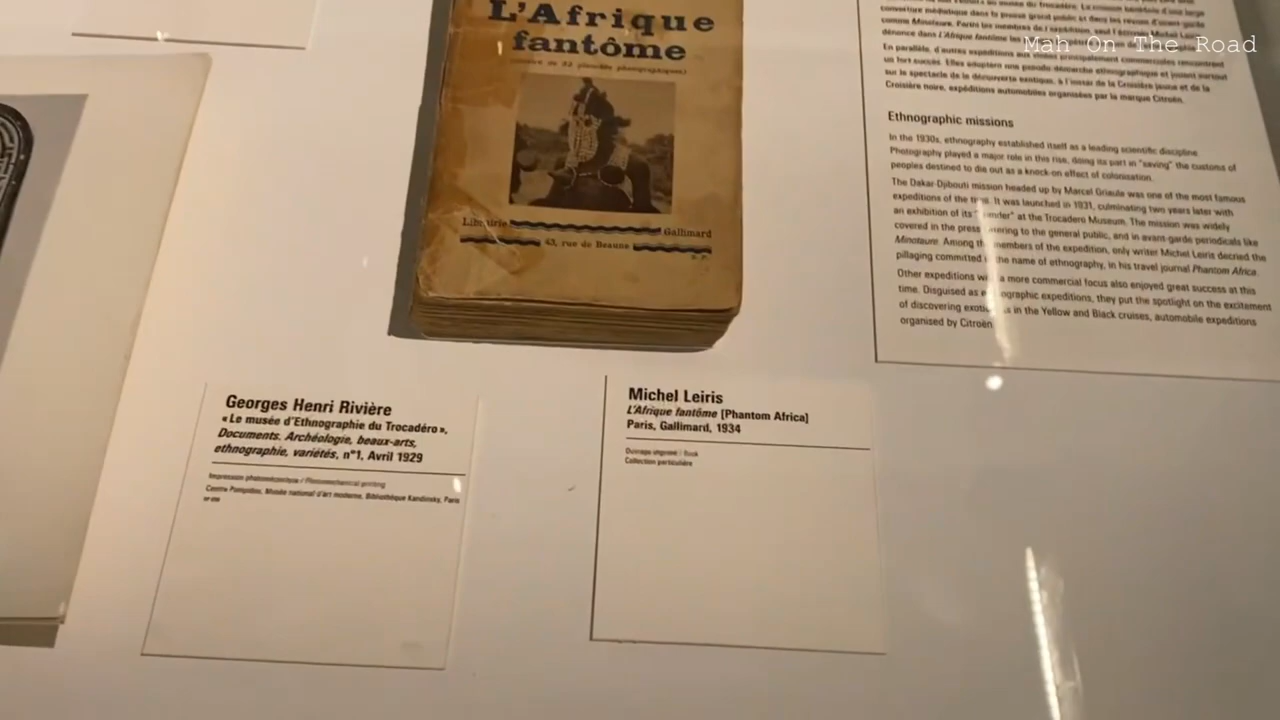 Mah On The Road
L'Afrique
fantôme
Librairie Gallimard
43, rue de Beaune
dénonce dans L'Afrique fantôme les
En parallèle, d'autres expéditions aux visées principalement commerciales rencontrent
un fort succès. Elles adoptent une pseudo démarche ethnographique et jouent surtout
sur le spectacle de la découverte exotique, à l'instar de la Croisière jaune et de la
Croisière noire, expéditions automobiles organisées par la marque Citroën.
Ethnographic missions
In the 1930s, ethnography established itself as a leading scientific discipline.
Photography played a major role in this rise, doing its part in "saving" the customs of
peoples destined to die out as a knock-on effect of colonisation.
The Dakar-Djibouti mission headed up by Marcel Griaule was one of the most famous
expeditions of the It was launched in 1931, culminating two years later with
an exhibition of its at the Trocadero Museum. The mission was widely
covered in the press to the general public, and in avant-garde periodicals like
Minotaure. Among members of the expedition, only writer Michel Leiris decried the
pillaging committed the name of ethnography, in his travel journal Phantom Africa.
Other expeditions a more commercial focus also enjoyed great success at this
time. Disguised as expeditions, they put the spotlight on the excitement
of discovering in the Yellow and Black cruises, automobile expeditions
organised by Citroën
Georges Henri Rivière
« Le musée d'Ethnographie du Trocadéro »,
Documents. Archéologie, beaux-arts,
ethnographie, variétés, n°1, Avril 1929
Impression photomécanique / Photomechanical printing
Centre Pompidou, Musée national d'art moderne, Bibliothèque Kandinsky, Paris
Michel Leiris
L'Afrique fantôme [Phantom Africa]
Paris, Gallimard, 1934
Ouvrage imprimé / Book
Collection particulière